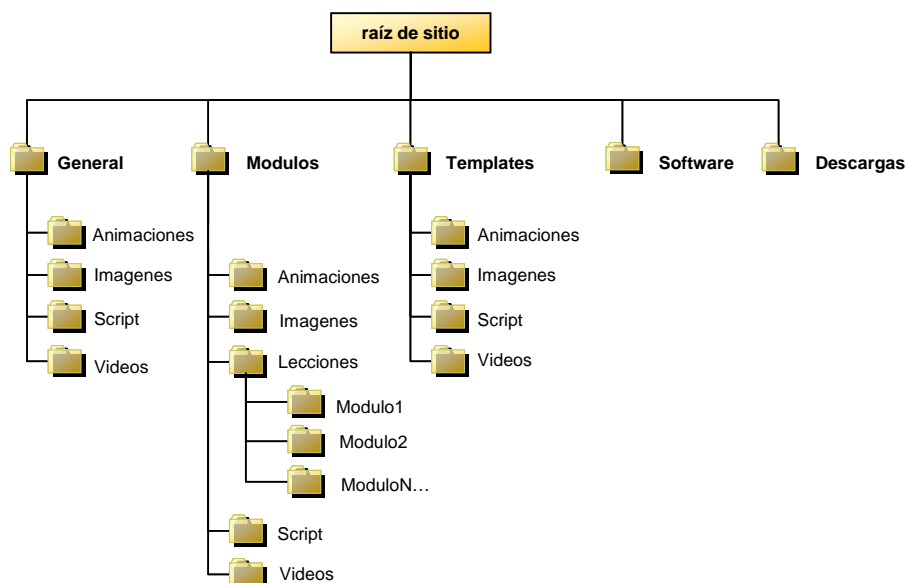 raíz de sitio
General
Modulos
Templates
Software
Descargas
Animaciones
Imagenes
Script
Videos
Animaciones
Imagenes
Lecciones
Modulo1
Modulo2
ModuloN…
Script
Videos
Animaciones
Imagenes
Script
Videos